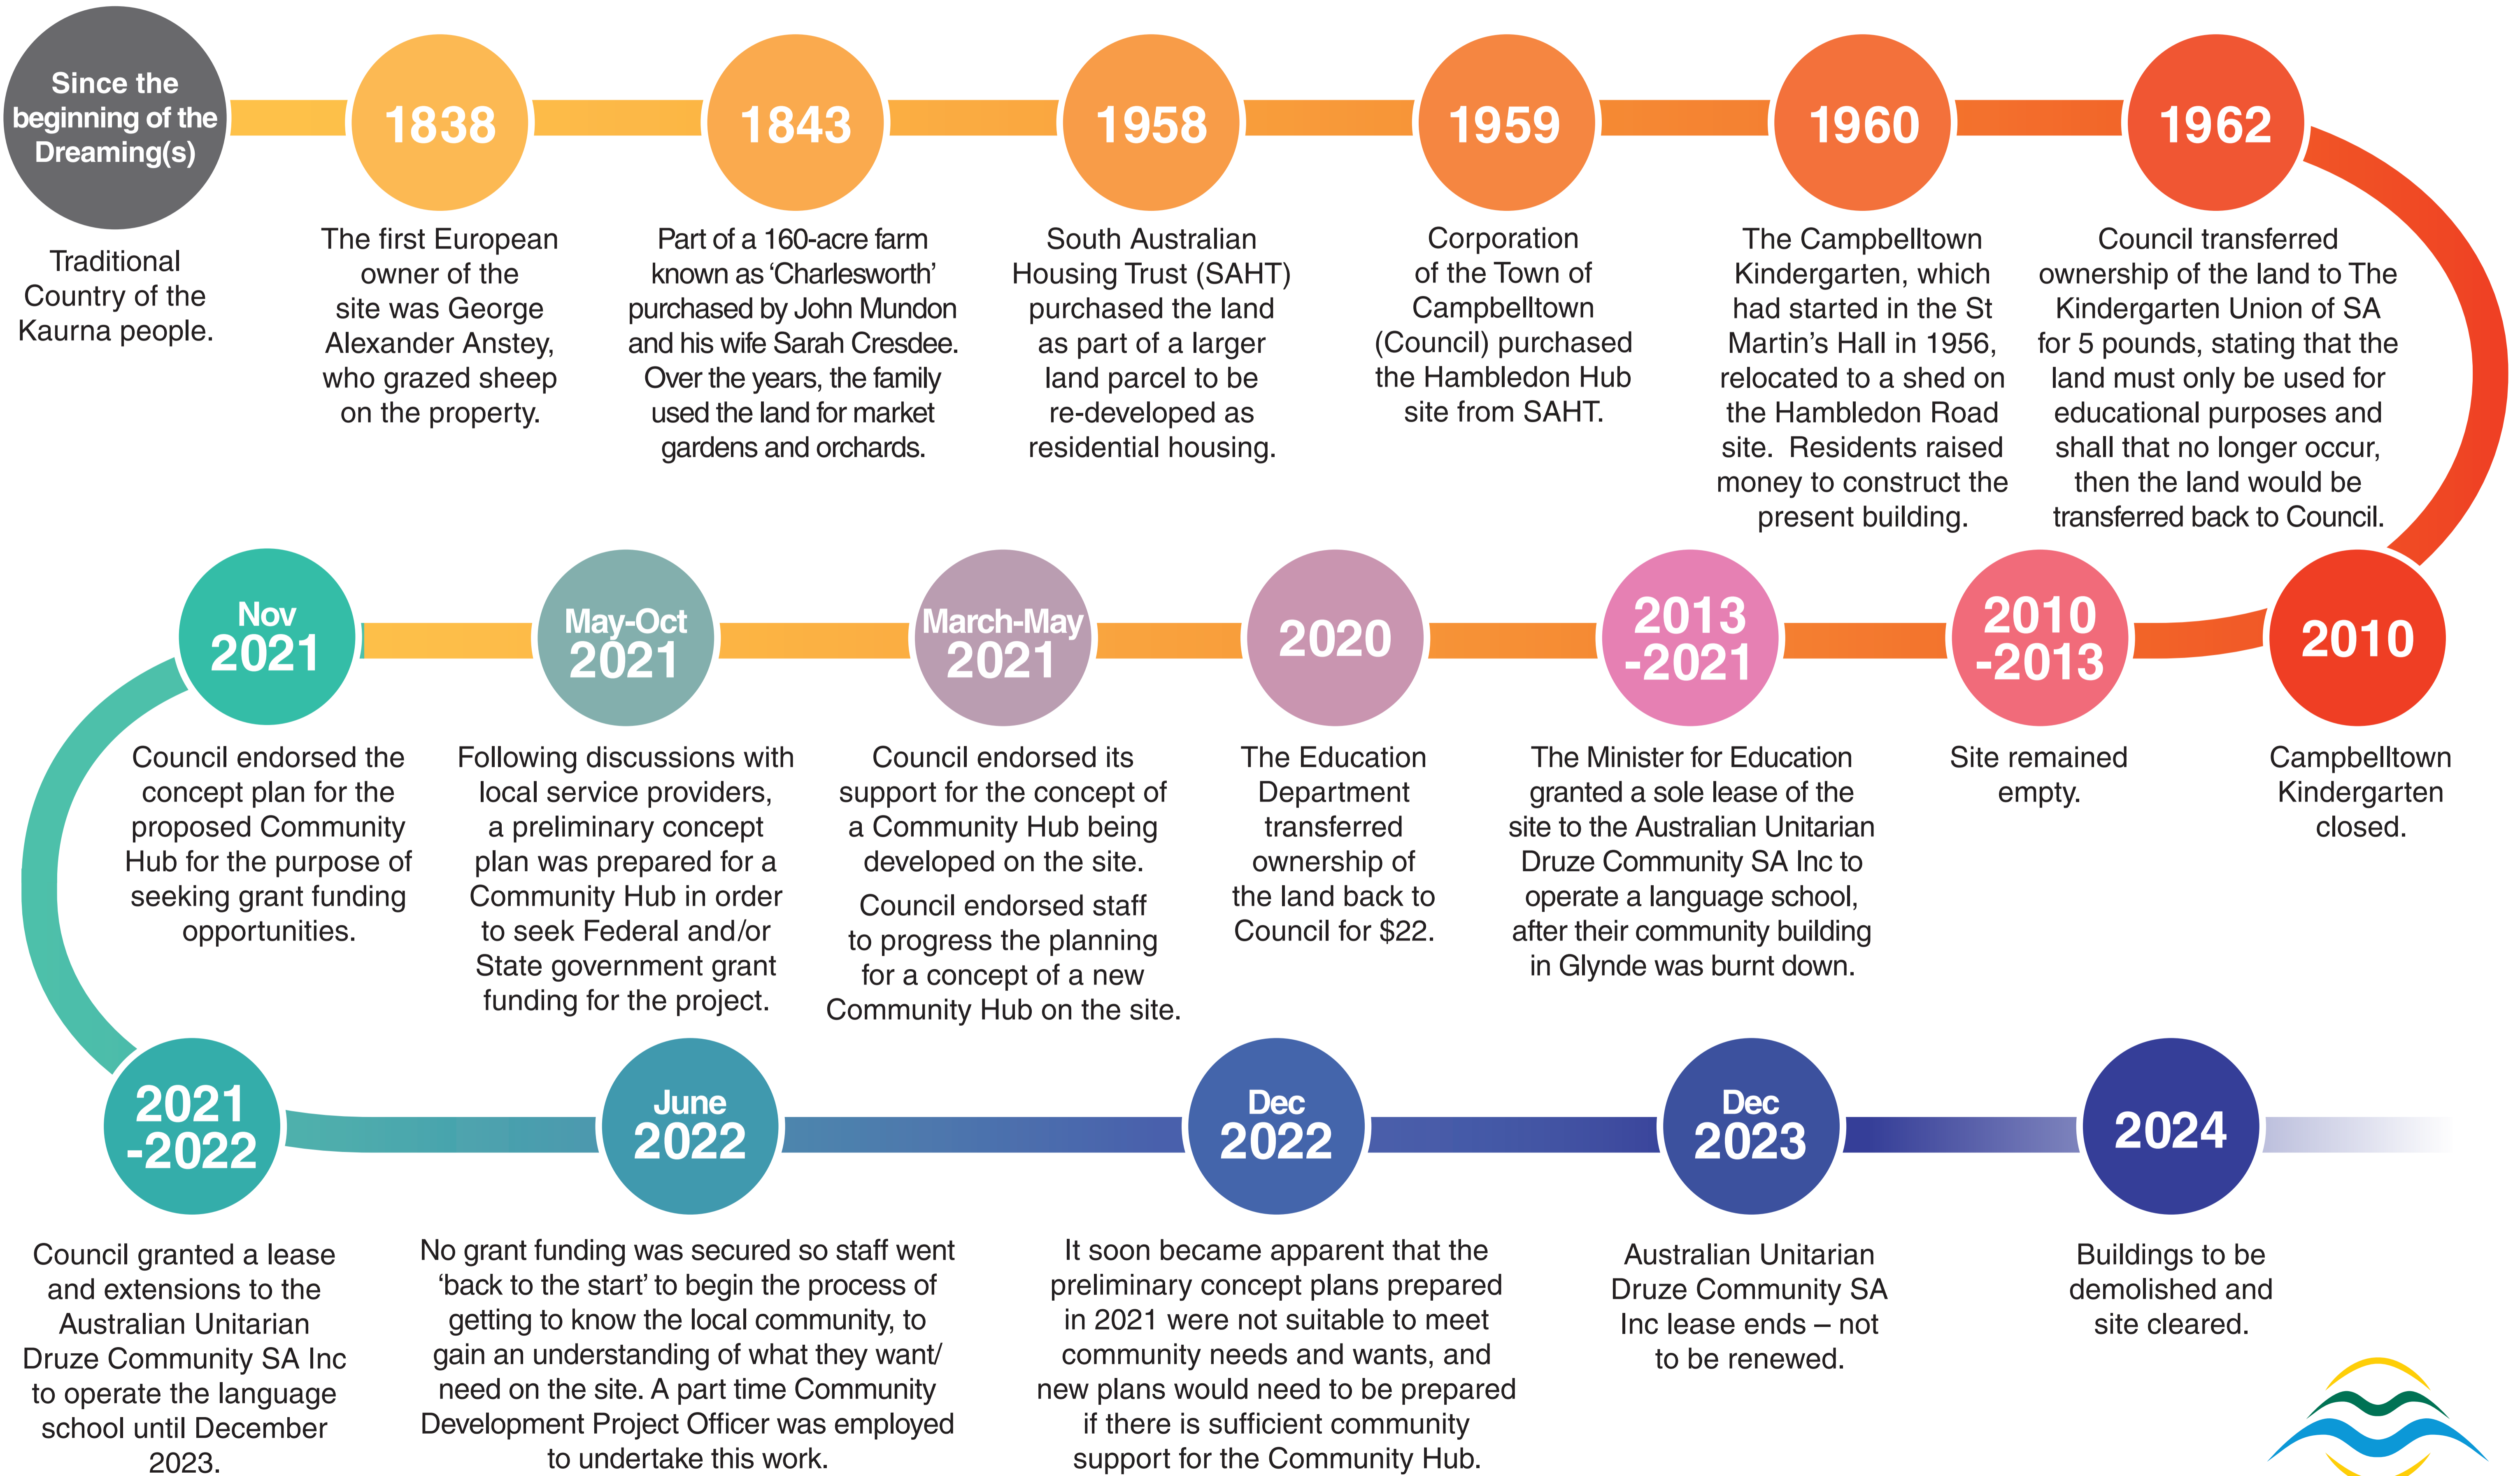 Since the
beginning of the
Dreaming(s)
Traditional
Country of the
Kaurna people.
1838
The first European
owner of the
site was George
Alexander Anstey,
who grazed sheep
on the property.
1843
Part of a 160-acre farm
known as ‘Charlesworth’
purchased by John Mundon
and his wife Sarah Cresdee.
Over the years, the family
used the land for market
gardens and orchards.
1958
South Australian
Housing Trust (SAHT)
purchased the land
as part of a larger
land parcel to be
re-developed as
residential housing.
1959
Corporation
of the Town of
Campbelltown
(Council) purchased
the Hambledon Hub
site from SAHT.
1960
The Campbelltown
Kindergarten, which
had started in the St
Martin’s Hall in 1956,
relocated to a shed on
the Hambledon Road
site.  Residents raised
money to construct the
present building.
1962
Council transferred
ownership of the land to The
Kindergarten Union of SA
for 5 pounds, stating that the
land must only be used for
educational purposes and
shall that no longer occur,
then the land would be
transferred back to Council.
2010
Campbelltown
Kindergarten
closed.
2010
-2013
Site remained
empty.
2013
-2021
The Minister for Education
granted a sole lease of the
site to the Australian Unitarian
Druze Community SA Inc to
operate a language school,
after their community building
in Glynde was burnt down.
2020
The Education
Department
transferred
ownership of
the land back to
Council for $22.
March-May
2021
Council endorsed its
support for the concept of
a Community Hub being
developed on the site.
Council endorsed staff
to progress the planning
for a concept of a new
Community Hub on the site.
May-Oct
2021
Following discussions with
local service providers,
a preliminary concept
plan was prepared for a
Community Hub in order
to seek Federal and/or
State government grant
funding for the project.
Nov
2021
Council endorsed the
concept plan for the
proposed Community
Hub for the purpose of
seeking grant funding
opportunities.
2021
-2022
Council granted a lease
and extensions to the
Australian Unitarian
Druze Community SA Inc
to operate the language
school until December
2023.
June
2022
No grant funding was secured so staff went
‘back to the start’ to begin the process of
getting to know the local community, to
gain an understanding of what they want/
need on the site. A part time Community
Development Project Officer was employed
to undertake this work.
Dec
2022
It soon became apparent that the
preliminary concept plans prepared
in 2021 were not suitable to meet
community needs and wants, and
new plans would need to be prepared
if there is sufficient community
support for the Community Hub.
Dec
2023
Australian Unitarian
Druze Community SA
Inc lease ends – not
to be renewed.
2024
Buildings to be
demolished and
site cleared.